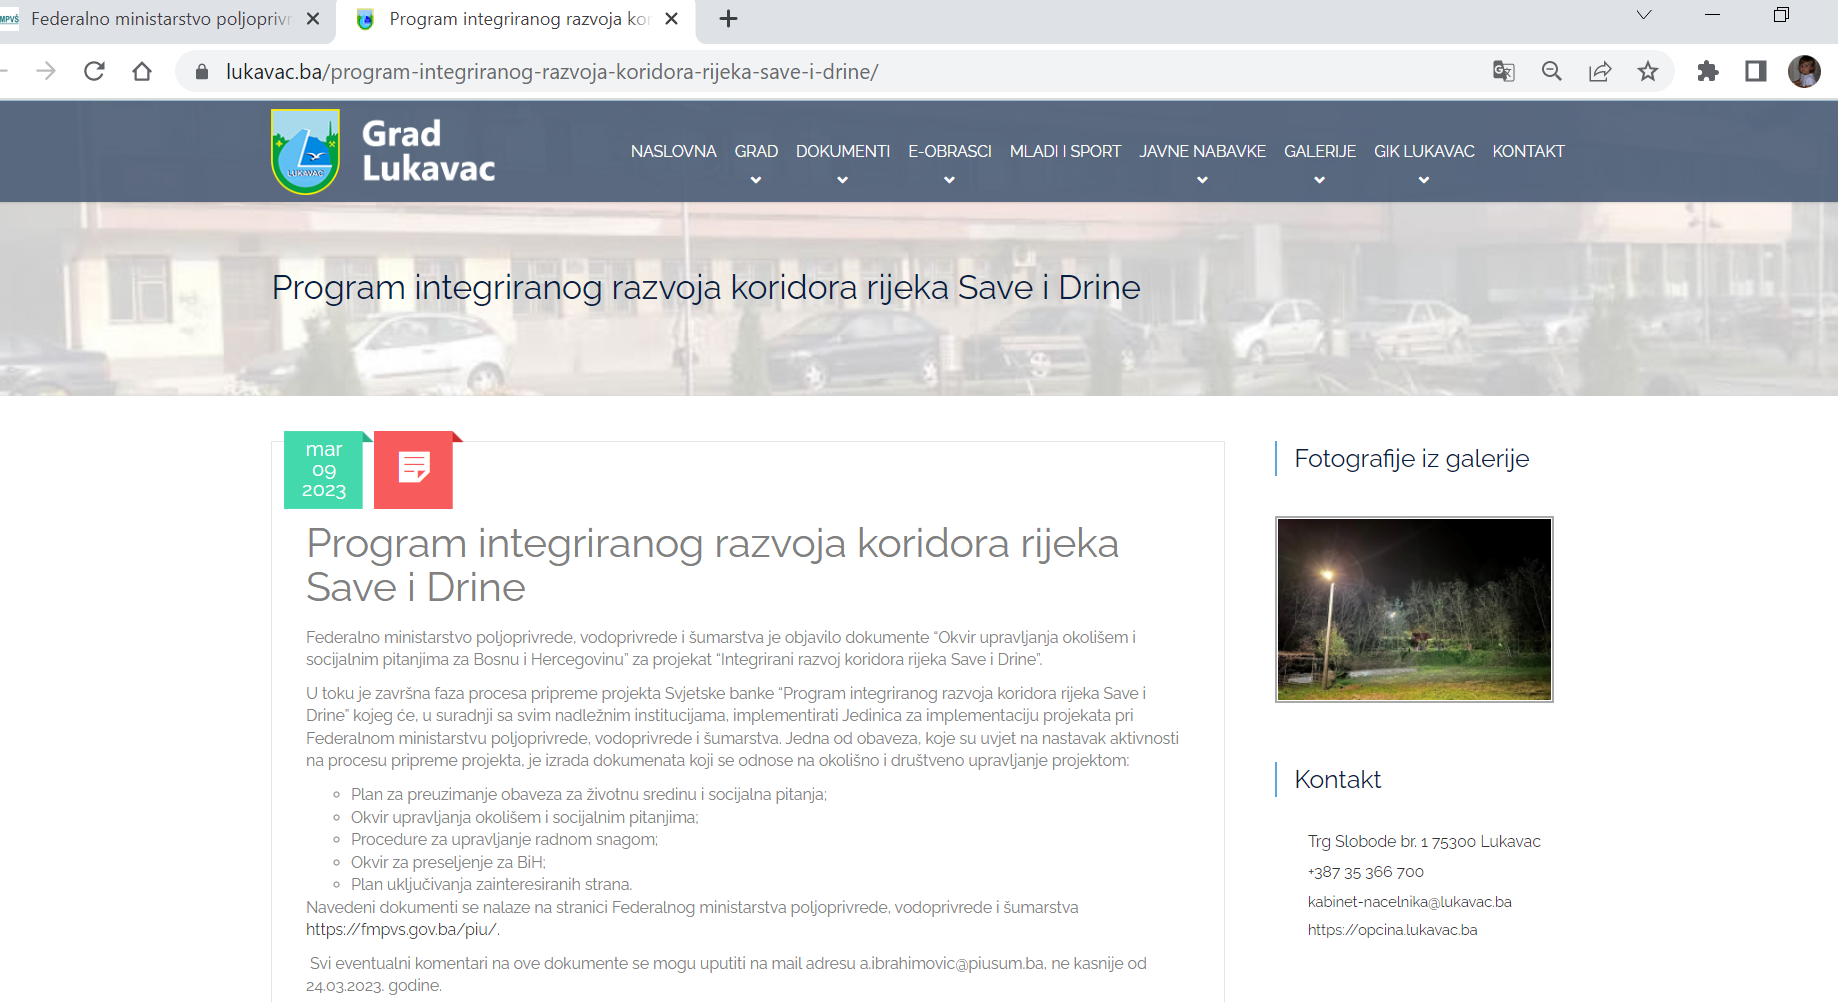 MPVŠ
Federalno ministarstvo poljoprivr
Program integriranog razvoja ko
lukavac.ba/program-integriranog-razvoja-koridora-rijeka-save-i-drine/
LUKAVAC
Grad
Lukavac
NASLOVNA GRAD DOKUMENTI E-OBRASCI MLADI I SPORT JAVNE NABAVKE GALERIJE GIK LUKAVAC KONTAKT
Program integriranog razvoja koridora rijeka Save i Drine
mar
09
2023
Program integriranog razvoja koridora rijeka
Save i Drine
Federalno ministarstvo poljoprivrede, vodoprivrede i šumarstva je objavilo dokumente “Okvir upravljanja okolišem i
socijalnim pitanjima za Bosnu i Hercegovinu” za projekat “Integrirani razvoj koridora rijeka Save i Drine”.
U toku je završna faza procesa pripreme projekta Svjetske banke “Program integriranog razvoja koridora rijeka Save i
Drine” kojeg će, u suradnji sa svim nadležnim institucijama, implementirati Jedinica za implementaciju projekata pri
Federalnom ministarstvu poljoprivrede, vodoprivrede i šumarstva. Jedna od obaveza, koje su uvjet na nastavak aktivnosti
na procesu pripreme projekta, je izrada dokumenata koji se odnose na okolišno i društveno upravljanje projektom:
Plan za preuzimanje obaveza za životnu sredinu i socijalna pitanja;
Okvir upravljanja okolišem i socijalnim pitanjima;
Procedure za upravljanje radnom snagom;
Okvir za preseljenje za BiH;
Plan uključivanja zainteresiranih strana.
Navedeni dokumenti se nalaze na stranici Federalnog ministarstva poljoprivrede, vodoprivrede i šumarstva
https://fmpvs.gov.ba/piu/.
Svi eventualni komentari na ove dokumente se mogu uputiti na mail adresu a.ibrahimovic@piusum.ba, ne kasnije od
24.03.2023. godine.
Fotografije iz galerije
Kontakt
Trg Slobode br. 1 75300 Lukavac
+387 35 366 700
kabinet-nacelnika@lukavac.ba
https://opcina.lukavac.ba